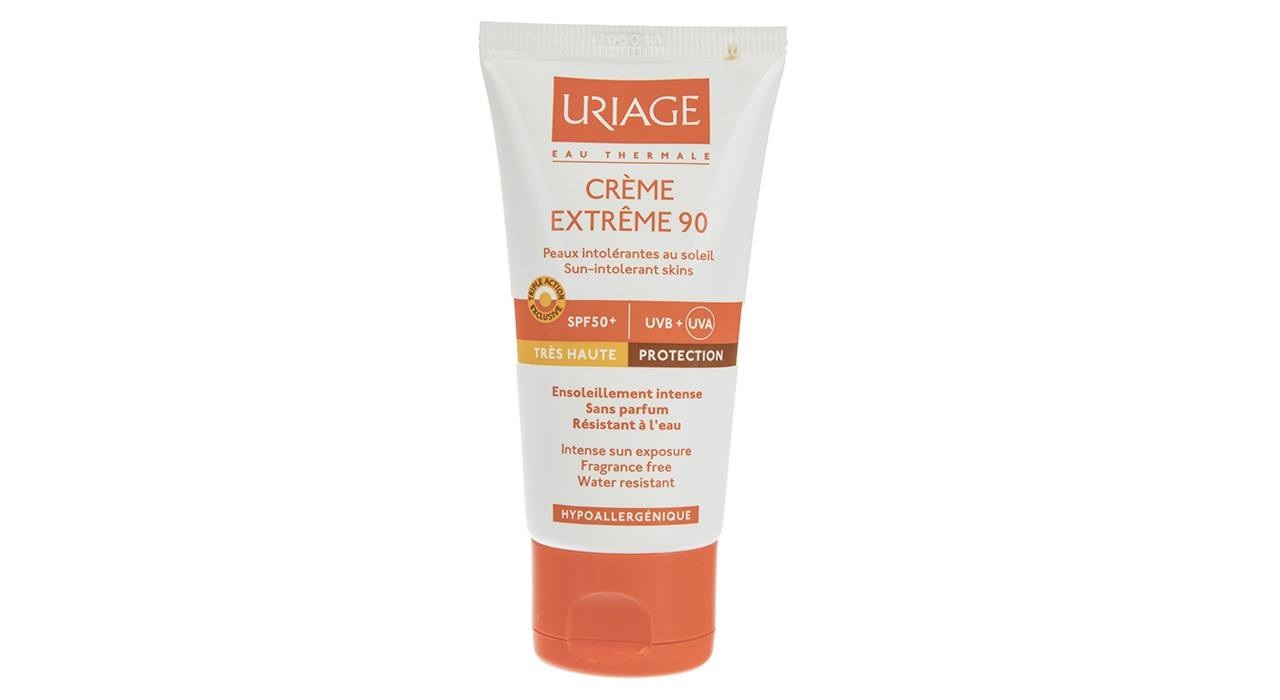 URIAGE
EAU THERMALE
CRÈME
EXTRÊME 90
Peaux intolérantes au soleil
Sun-intolerant skins
TRIPLE ACTION
EXCLUSIVE
SPF50+ UVB + UVA
TRÈS HAUTE PROTECTION
Ensoleillement intense
Sans parfum
Résistant à l'eau
Intense sun exposure
Fragrance free
Water resistant
HYPOALLERGÉNIQUE